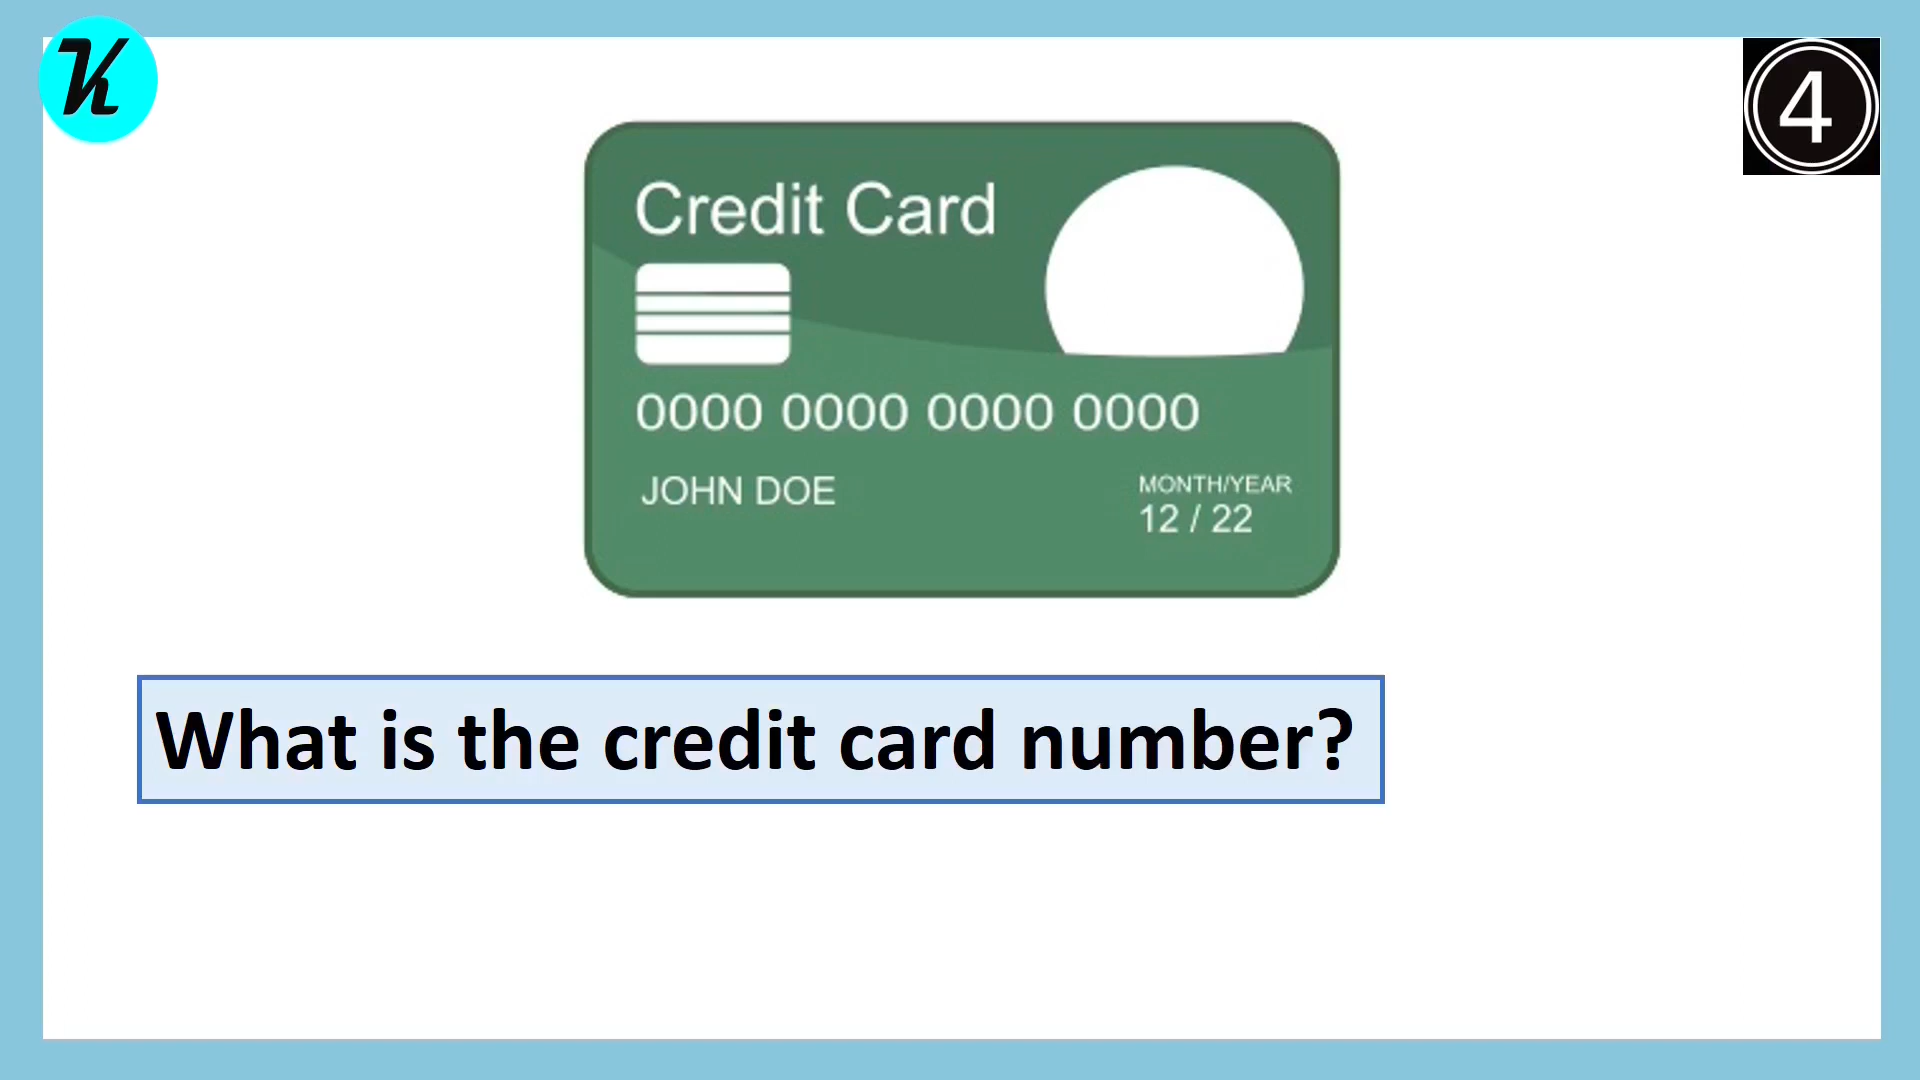 K
4
Credit Card
0000 0000 0000 0000
JOHN DOE
MONTH/YEAR
12 / 22
What is the credit card number?